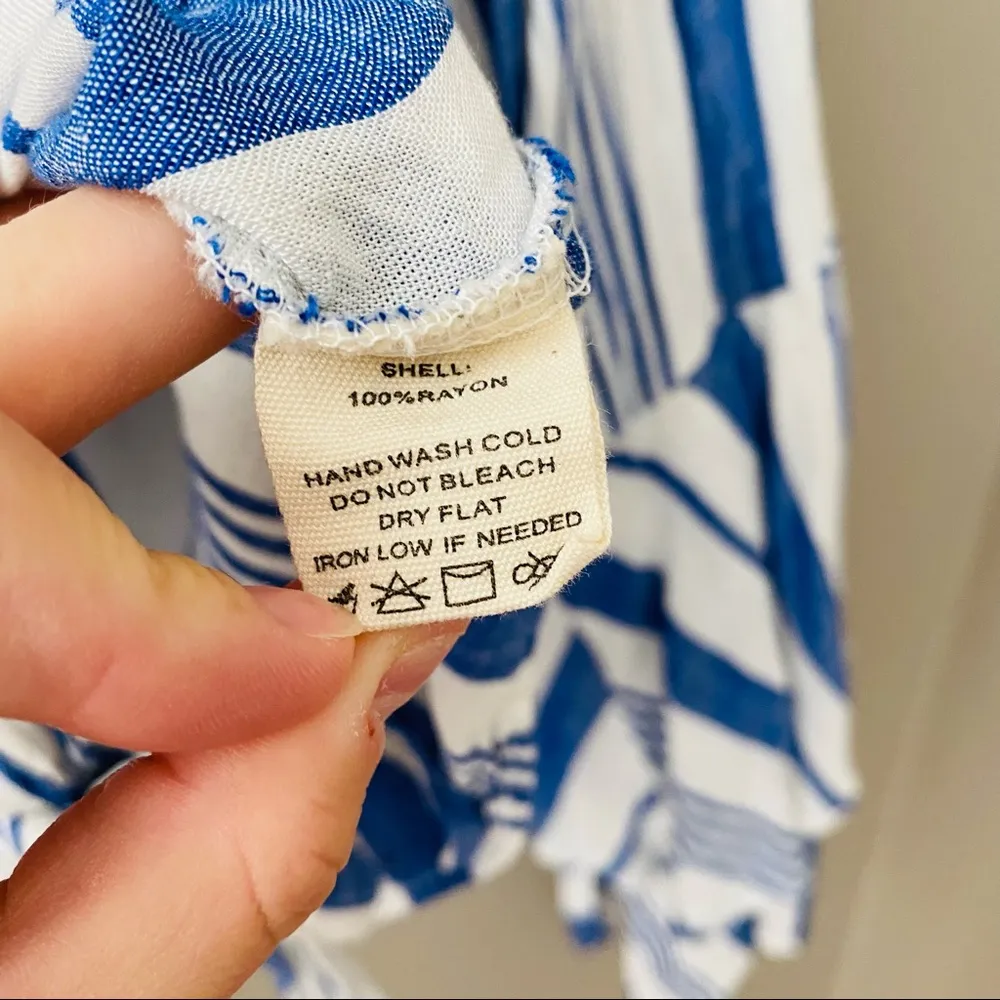 SHELL:
100%RAYON
HAND WASH COLD
DO NOT BLEACH
DRY FLAT
IRON LOW IF NEEDED